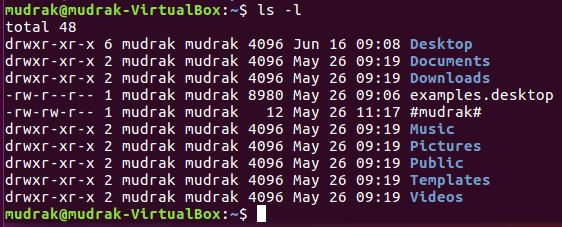 mudrak@mudrak-VirtualBox:~$ ls -l
total 48
drwxr-xr-x 6 mudrak mudrak 4096 Jun 16 09:08 Desktop
drwxr-xr-x 2 mudrak mudrak 4096 May 26 09:19 Documents
drwxr-xr-x 2 mudrak mudrak 4096 May 26 09:19 Downloads
-rw-r--r-- 1 mudrak mudrak 8980 May 26 09:06 examples.desktop
-rw-rw-r-- 1 mudrak mudrak   12 May 26 11:17 #mudrak#
drwxr-xr-x 2 mudrak mudrak 4096 May 26 09:19 Music
drwxr-xr-x 2 mudrak mudrak 4096 May 26 09:19 Pictures
drwxr-xr-x 2 mudrak mudrak 4096 May 26 09:19 Public
drwxr-xr-x 2 mudrak mudrak 4096 May 26 09:19 Templates
drwxr-xr-x 2 mudrak mudrak 4096 May 26 09:19 Videos
mudrak@mudrak-VirtualBox:~$